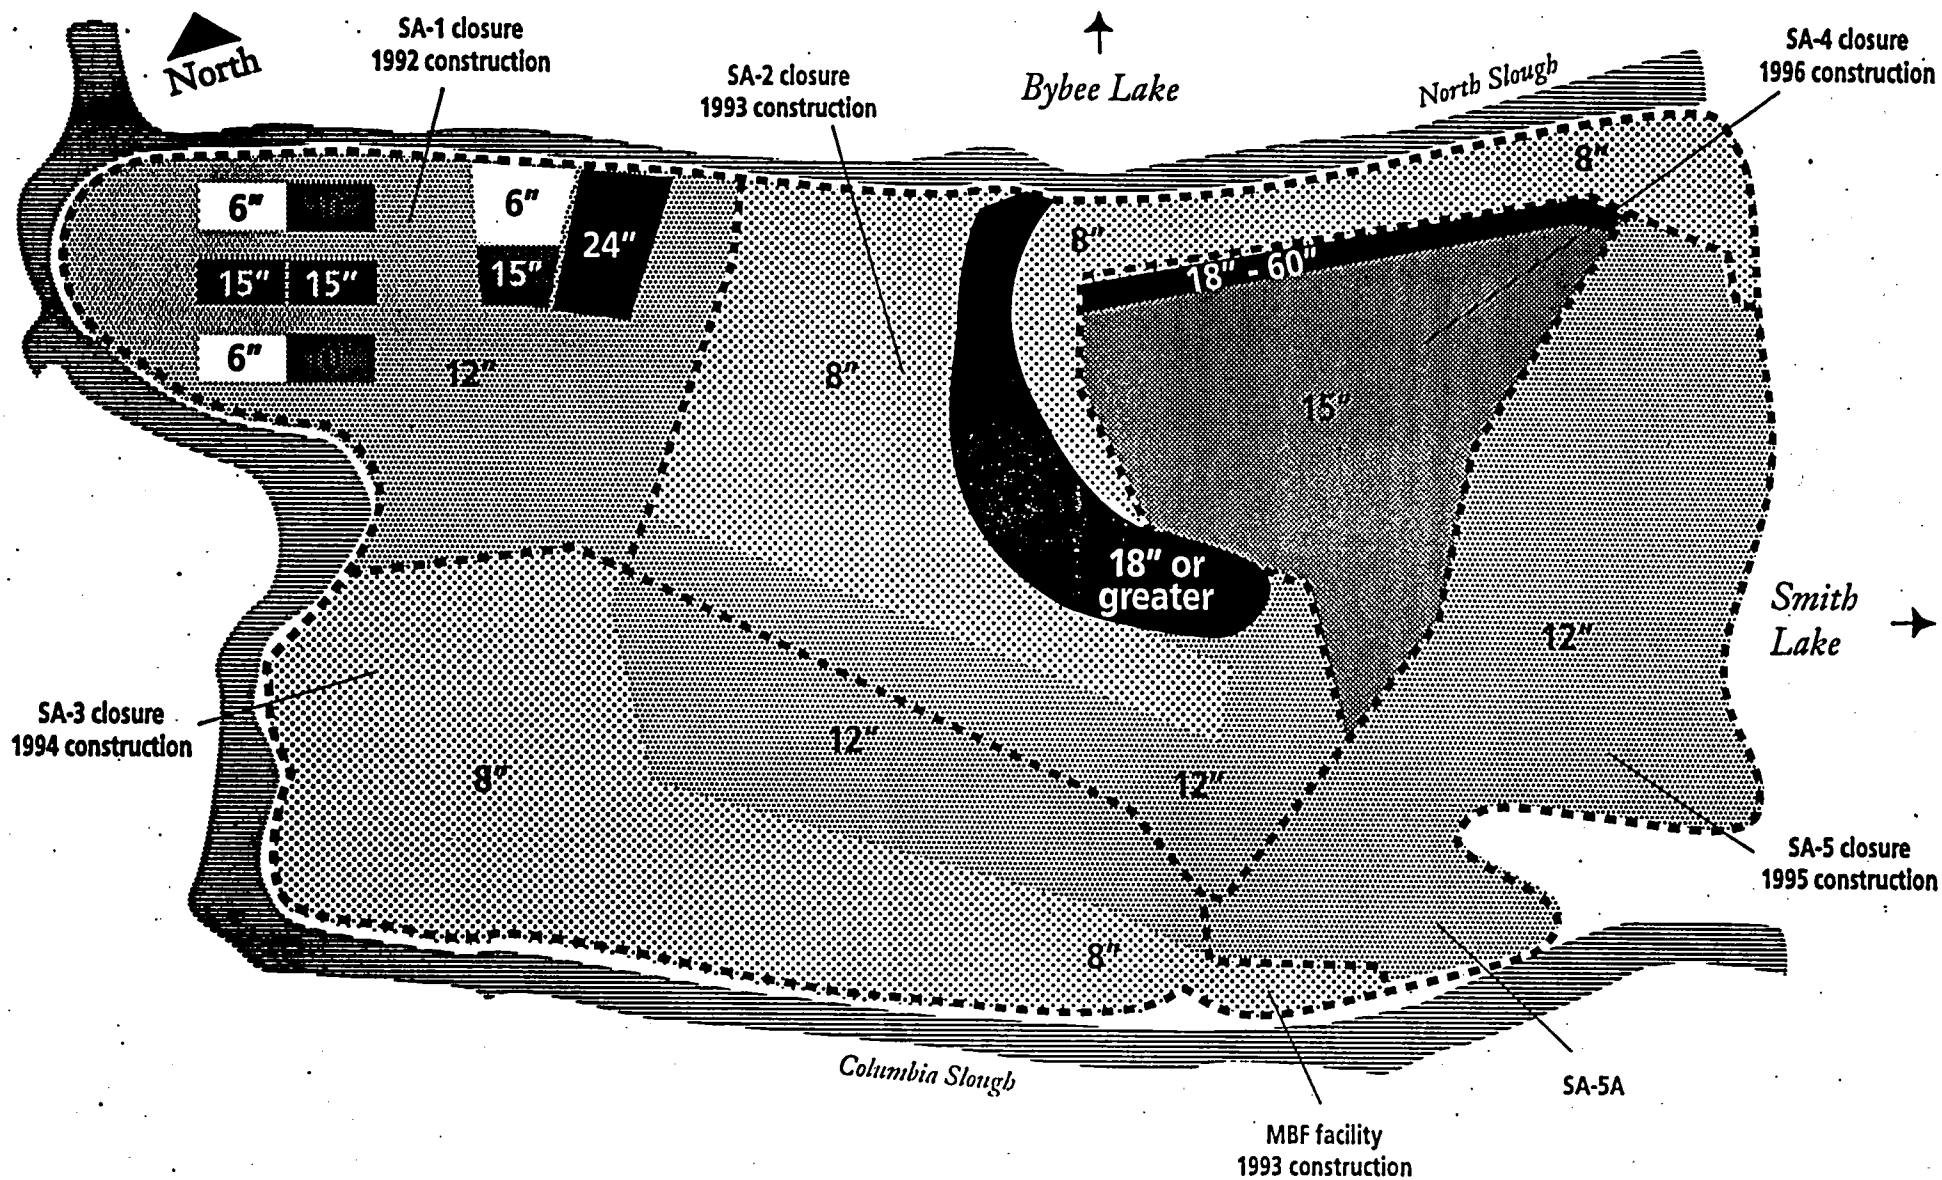 SA-1 closure
1992 construction
North
SA-2 closure
1993 construction
Bybee Lake
North Slough
SA-4 closure
1996 construction
8"
6"
6"
24"
15"
15"
15"
8"
18" - 60"
6"
12"
8"
15"
18" or
greater
12"
Smith
Lake
SA-3 closure
1994 construction
8"
12"
12"
SA-5 closure
1995 construction
8"
Columbia Slough
SA-5A
MBF facility
1993 construction